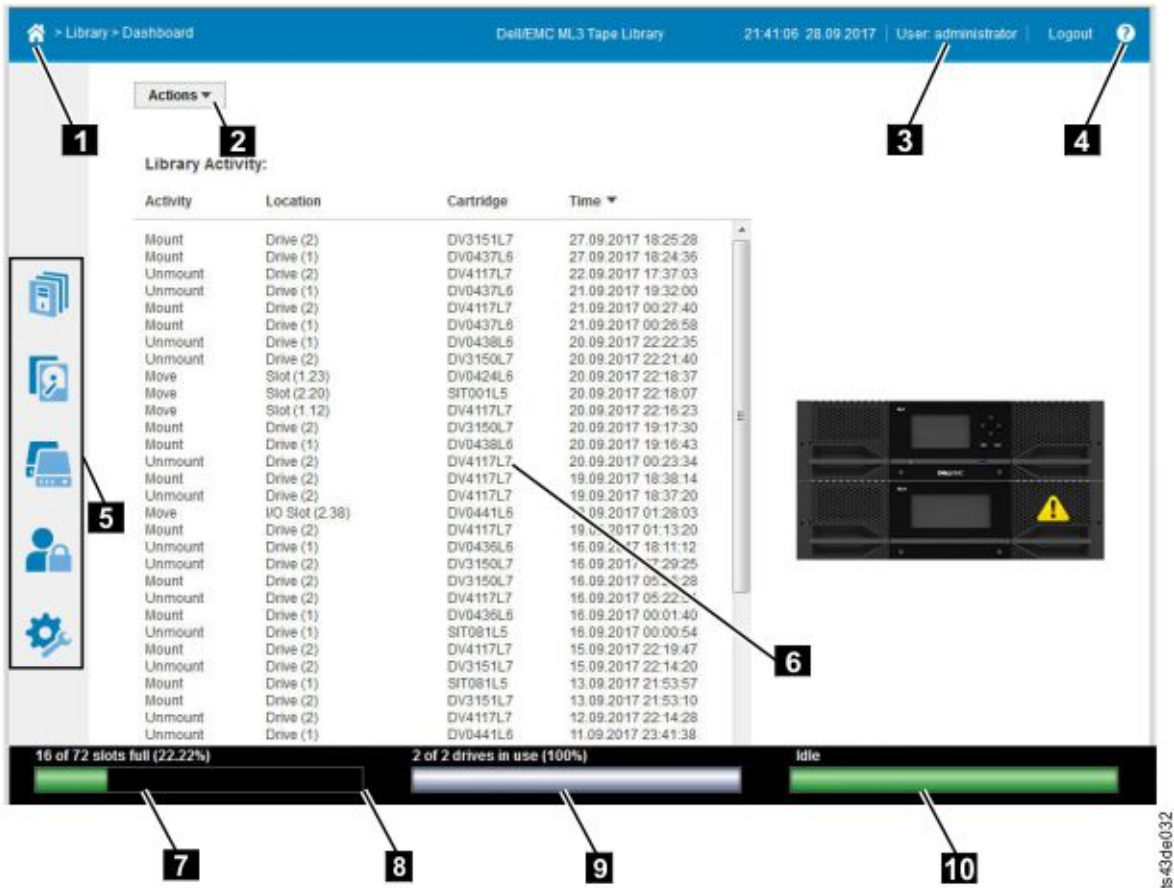 > Library > Dashboard Dell/EMC ML3 Tape Library 21:41:06 28.09.2017 | User: administrator | Logout ?
Actions
1 2 3 4
Library Activity:
Activity Location Cartridge Time
Mount Drive (2) DV3151L7 27.09.2017 18:25:28
Mount Drive (1) DV0437L6 27.09.2017 18:24:36
Unmount Drive (2) DV4117L7 22.09.2017 17:37:03
Unmount Drive (1) DV0437L6 21.09.2017 19:32:00
Mount Drive (2) DV4117L7 21.09.2017 00:27:40
Mount Drive (1) DV0437L6 21.09.2017 00:26:58
Unmount Drive (1) DV0438L6 20.09.2017 22:22:35
Unmount Drive (2) DV3150L7 20.09.2017 22:21:40
Move Slot (1.23) DV0424L6 20.09.2017 22:18:37
Move Slot (2.20) SIT001L5 20.09.2017 22:18:07
Move Slot (1.12) DV4117L7 20.09.2017 22:16:23
Mount Drive (2) DV3150L7 20.09.2017 19:17:30
Mount Drive (1) DV0438L6 20.09.2017 19:16:43
Unmount Drive (2) DV4117L7 20.09.2017 00:23:34
Mount Drive (2) DV4117L7 19.09.2017 18:38:14
Unmount Drive (2) DV4117L7 19.09.2017 18:37:20
Move I/O Slot (2.38) DV0441L6 01:28:03
Mount Drive (2) DV4117L7 01:13:20
Unmount Drive (1) DV0436L6 16.09.2017 18:11:12
Unmount Drive (2) DV3150L7 16.09.2017
Mount Drive (2) DV3150L7 16.09.2017
Unmount Drive (2) DV4117L7 16.09.2017
Mount Drive (1) DV0436L6 16.09.2017 00:01:40
Unmount Drive (1) SIT081L5 16.09.2017 00:00:54
Mount Drive (2) DV4117L7 15.09.2017 22:19:47
Unmount Drive (2) DV3151L7 15.09.2017 22:14:20
Mount Drive (1) SIT081L5 13.09.2017 21:53:57
Mount Drive (2) DV3151L7 13.09.2017 21:53:10
Unmount Drive (2) DV4117L7 12.09.2017 22:14:28
Unmount Drive (1) DV0441L6 11.09.2017 23:41:38
5
6
16 of 72 slots full (22.22%) 2 of 2 drives in use (100%) Idle
7 8 9 10
ts43de032